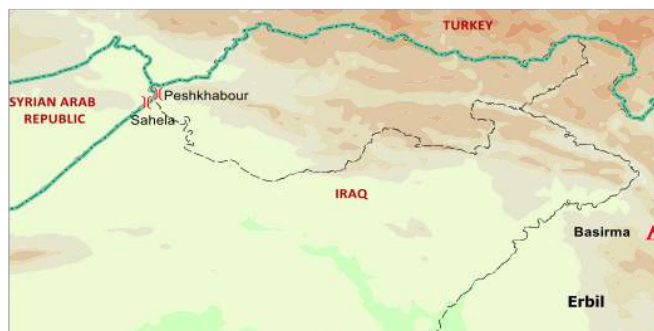 TURKEY
Peshkhabour
SYRIAN ARAB
REPUBLIC
Sahela
IRAQ
Basirma
Erbil